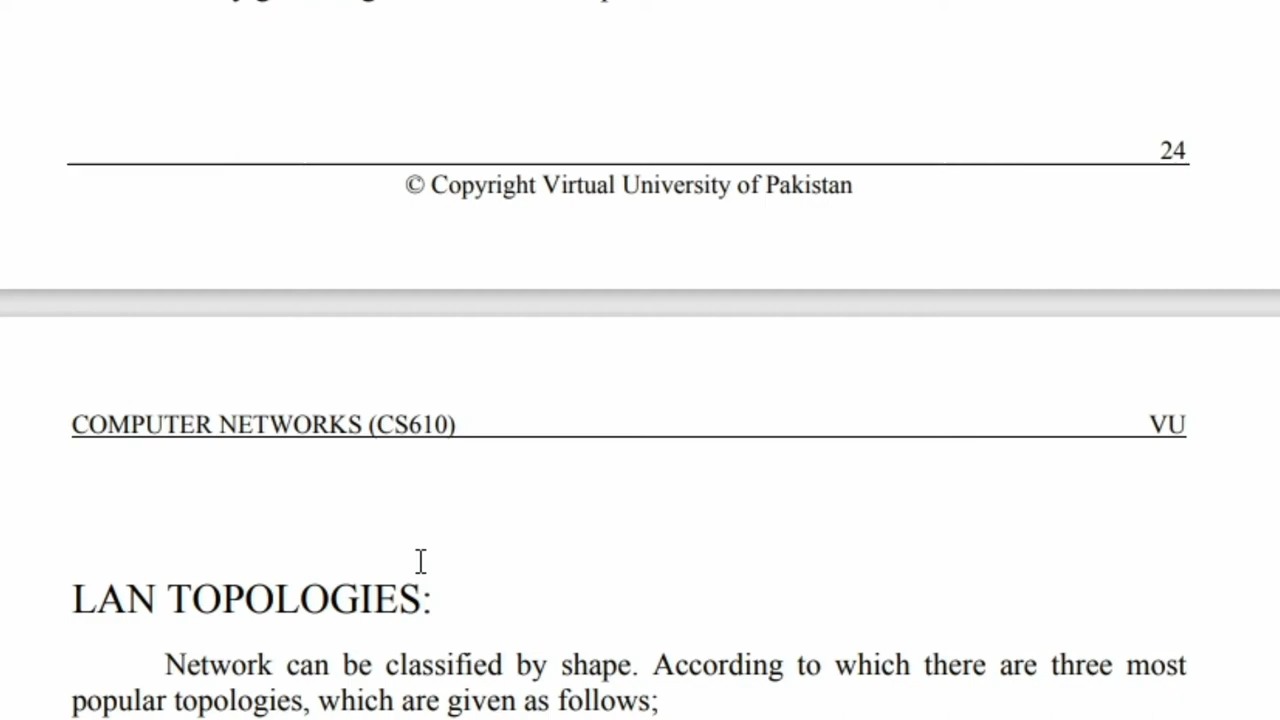 24
© Copyright Virtual University of Pakistan
COMPUTER NETWORKS (CS610) VU
LAN TOPOLOGIES:
Network can be classified by shape. According to which there are three most
popular topologies, which are given as follows;